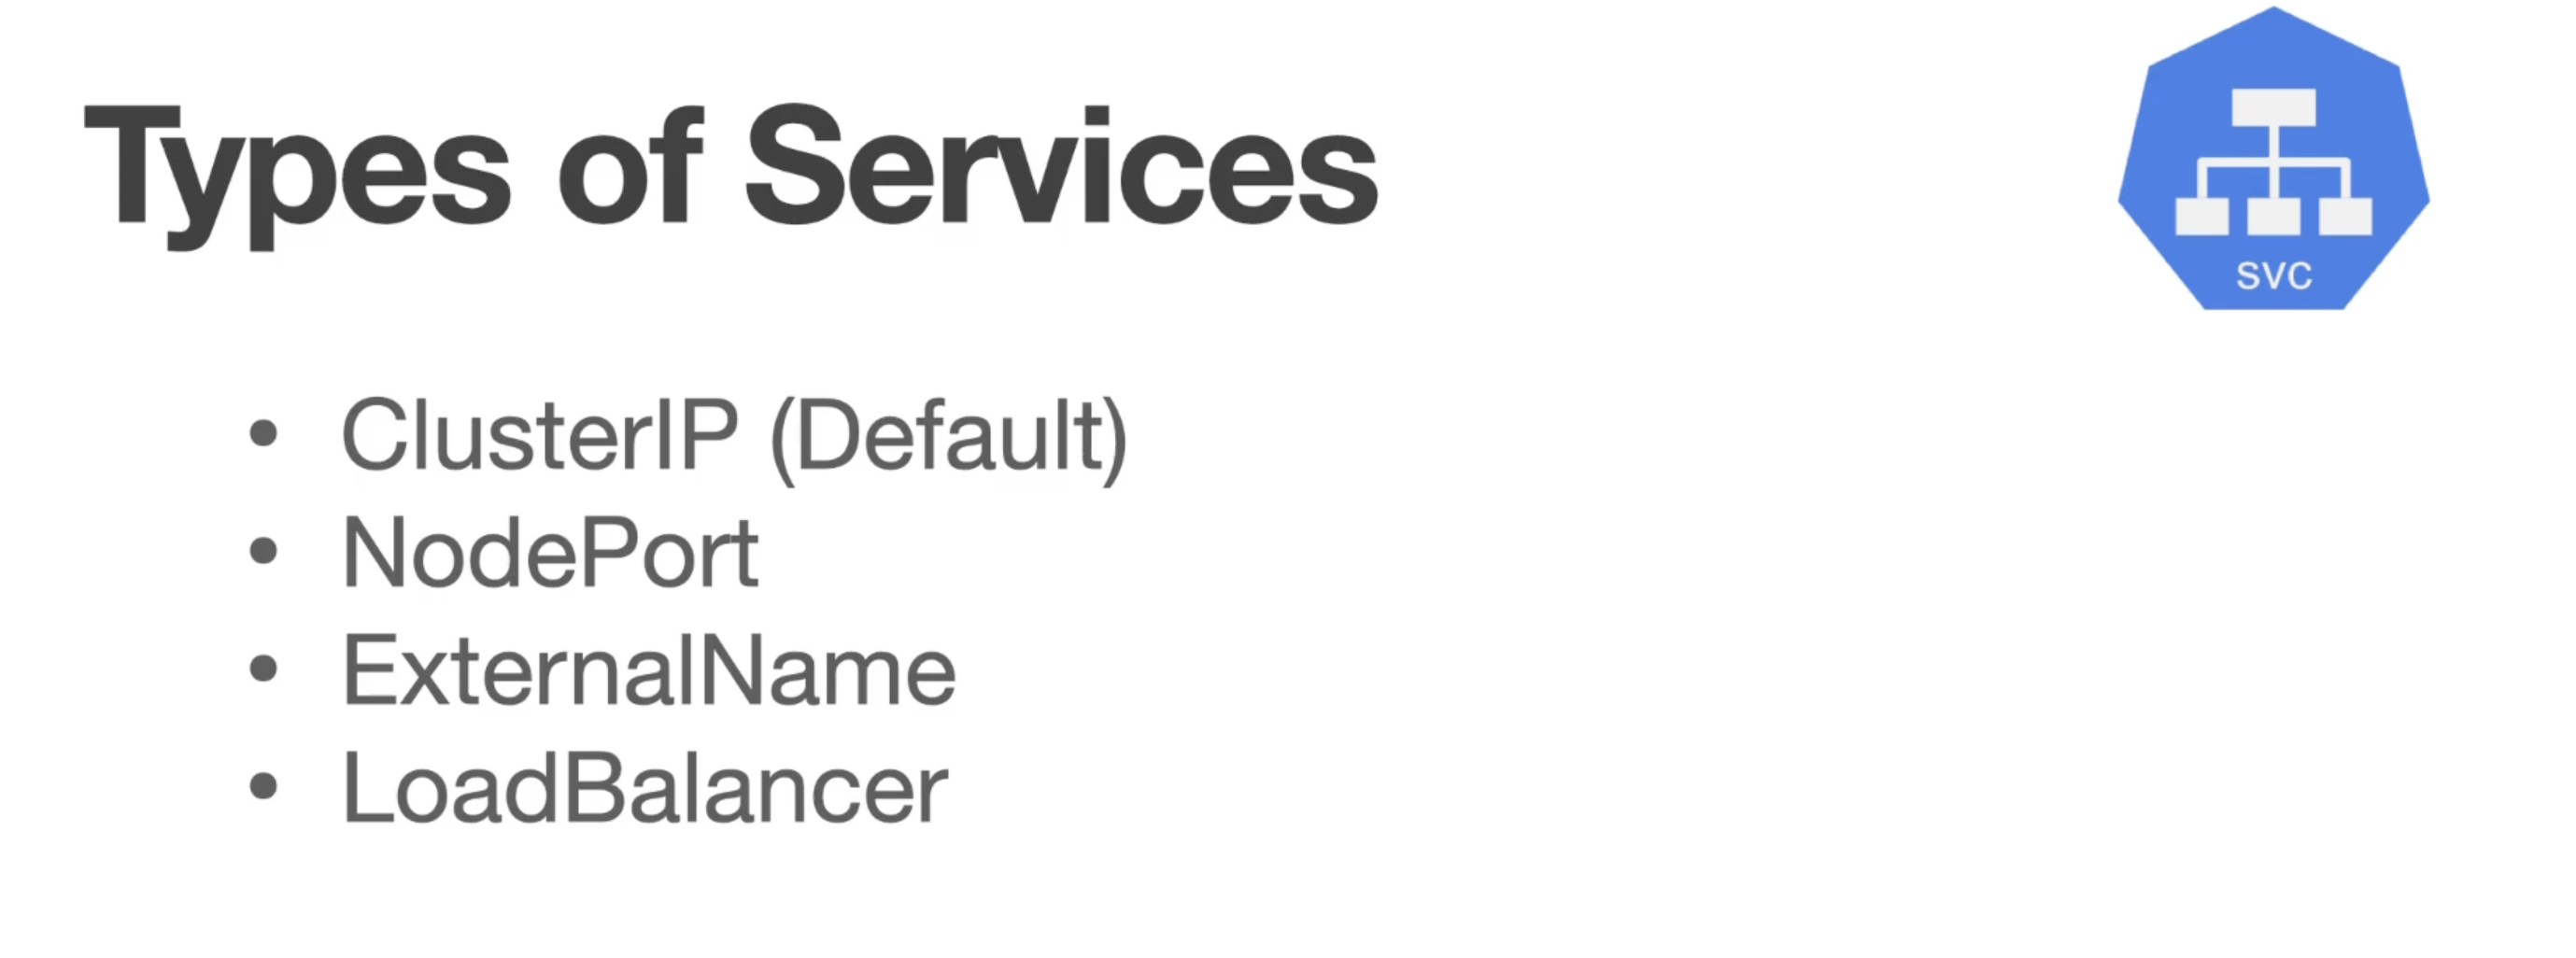 Types of Services
svc
• ClusterIP (Default)
• NodePort
• ExternalName
• LoadBalancer